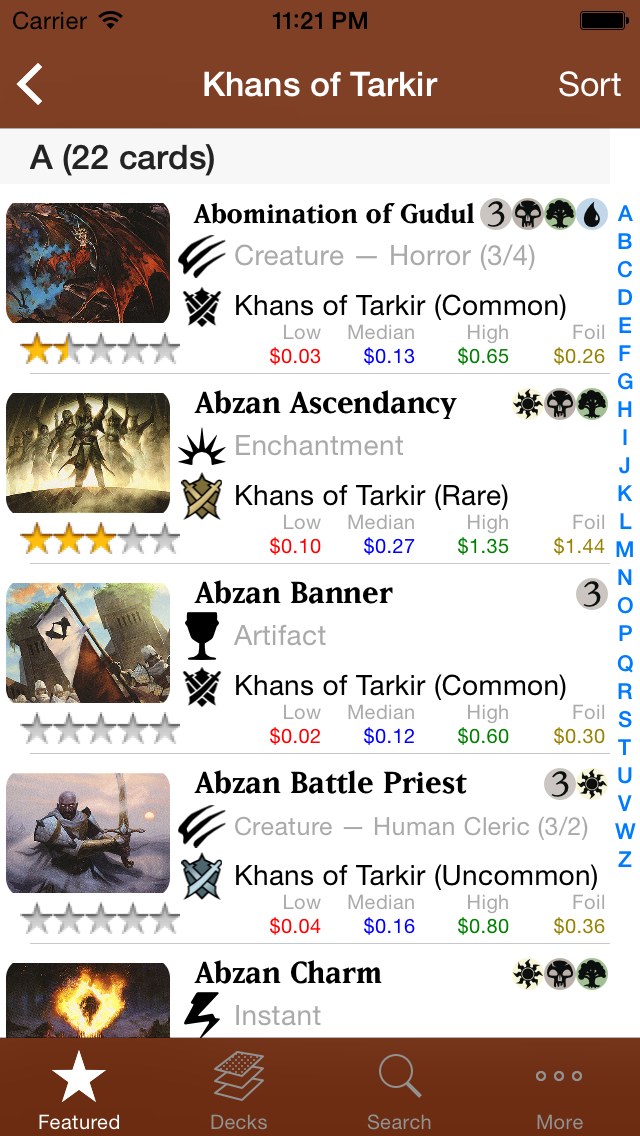 Carrier 11:21 PM
Khans of Tarkir Sort
A (22 cards)
Abomination of Gudul 3
Creature — Horror (3/4)
Khans of Tarkir (Common)
Low Median High Foil
$0.03 $0.13 $0.65 $0.26
Abzan Ascendancy
Enchantment
Khans of Tarkir (Rare)
Low Median High Foil
$0.10 $0.27 $1.35 $1.44
Abzan Banner 3
Artifact
Khans of Tarkir (Common)
Low Median High Foil
$0.02 $0.12 $0.60 $0.30
Abzan Battle Priest 3
Creature — Human Cleric (3/2)
Khans of Tarkir (Uncommon)
Low Median High Foil
$0.04 $0.16 $0.80 $0.36
Abzan Charm
Instant
A
B
C
D
E
F
G
H
I
J
K
L
M
N
O
P
Q
R
S
T
U
V
W
Z
Featured Decks Search More